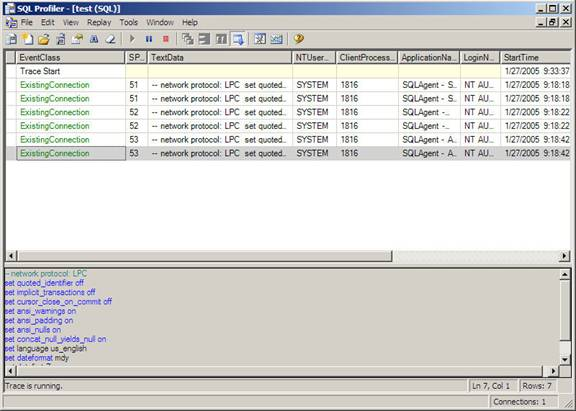 SQL Profiler - [test (SQL)]
File Edit View Replay Tools Window Help
EventClass SP... TextData NTUser... ClientProcess... ApplicationNa... LoginN... StartTime
Trace Start 1/27/2005 9:33:37
ExistingConnection 51 -- network protocol: LPC set quoted.. SYSTEM 1816 SQLAgent - S.. NT AU... 1/27/2005 9:18:18
ExistingConnection 51 -- network protocol: LPC set quoted.. SYSTEM 1816 SQLAgent - S.. NT AU... 1/27/2005 9:18:18
ExistingConnection 52 -- network protocol: LPC set quoted.. SYSTEM 1816 SQLAgent -.. NT AU... 1/27/2005 9:18:22
ExistingConnection 52 -- network protocol: LPC set quoted.. SYSTEM 1816 SQLAgent -.. NT AU... 1/27/2005 9:18:22
ExistingConnection 53 -- network protocol: LPC set quoted.. SYSTEM 1816 SQLAgent - A.. NT AU... 1/27/2005 9:18:42
ExistingConnection 53 -- network protocol: LPC set quoted.. SYSTEM 1816 SQLAgent - A.. NT AU... 1/27/2005 9:18:42
-- network protocol: LPC
set quoted_identifier off
set implicit_transactions off
set cursor_close_on_commit off
set ansi_warnings on
set ansi_padding on
set ansi_nulls on
set concat_null_yields_null on
set language us_english
set dateformat mdy
Trace is running. Ln 7, Col 1 Rows: 7
Connections: 1